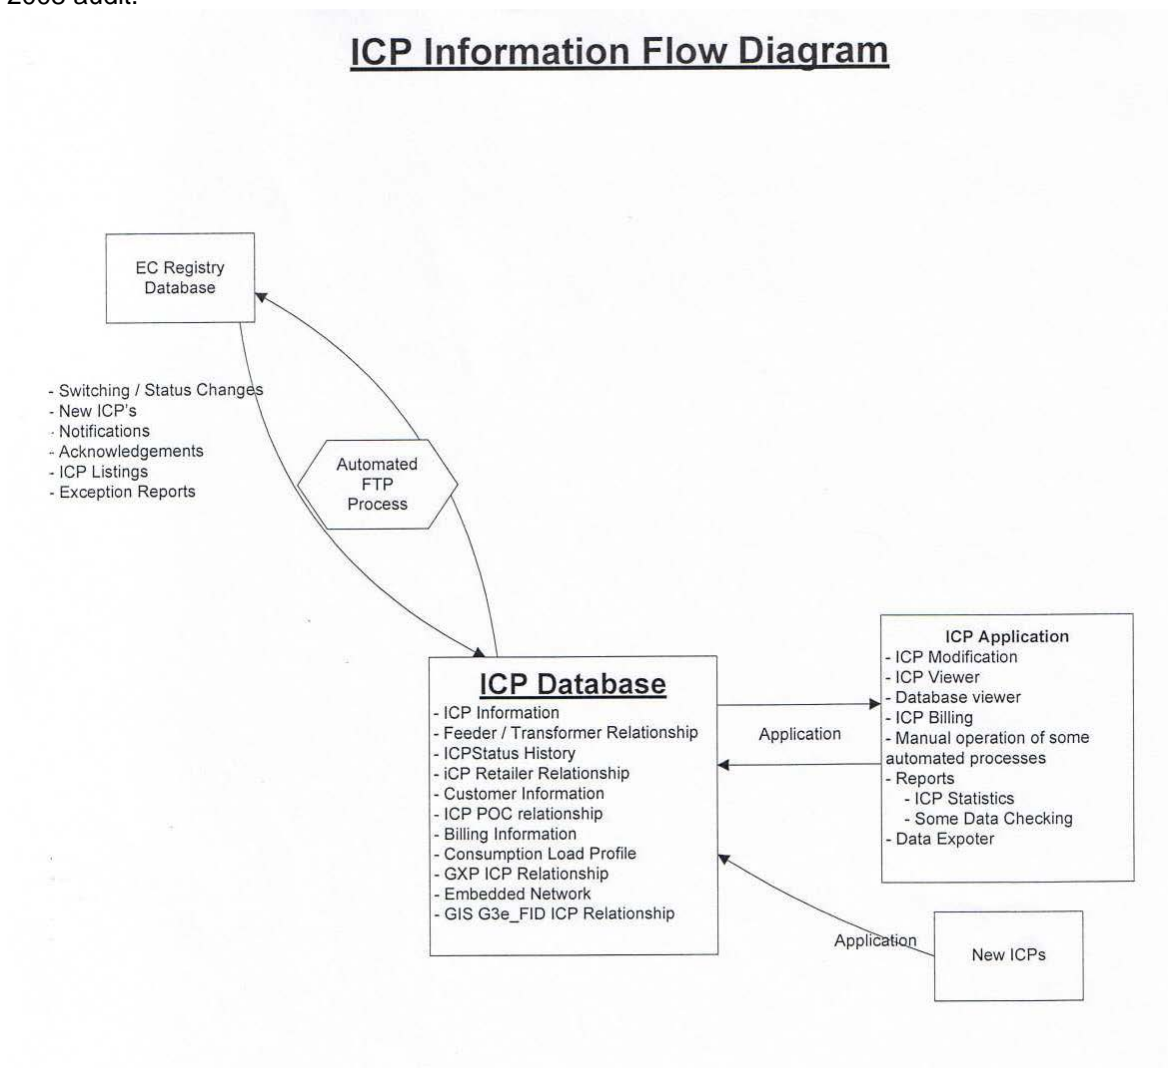 2008 audit.
ICP Information Flow Diagram
EC Registry
Database
- Switching / Status Changes
- New ICP's
- Notifications
- Acknowledgements
- ICP Listings
- Exception Reports
Automated
FTP
Process
ICP Database
- ICP Information
- Feeder / Transformer Relationship
- ICPStatus History
- iCP Retailer Relationship
- Customer Information
- ICP POC relationship
- Billing Information
- Consumption Load Profile
- GXP ICP Relationship
- Embedded Network
- GIS G3e_FID ICP Relationship
Application
ICP Application
- ICP Modification
- ICP Viewer
- Database viewer
- ICP Billing
- Manual operation of some
automated processes
- Reports
- ICP Statistics
- Some Data Checking
- Data Expoter
Application
New ICPs